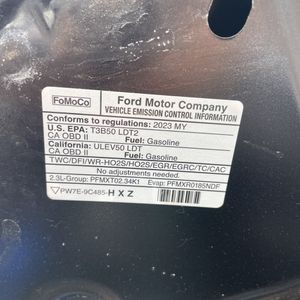 FoMoCo
Ford Motor Company
VEHICLE EMISSION CONTROL INFORMATION
Conforms to regulations: 2023 MY
U.S. EPA: T3B50 LDT2
CA OBD II Fuel: Gasoline
California: ULEV50 LDT
CA OBD II Fuel: Gasoline
TWC/DFI/WR-HO2S/HO2S/EGR/EGRC/TC/CAC
No adjustments needed.
2.3L-Group: PFMXT02.34K1 Evap: PFMXR0185NDF
PW7E-9C485-H X Z